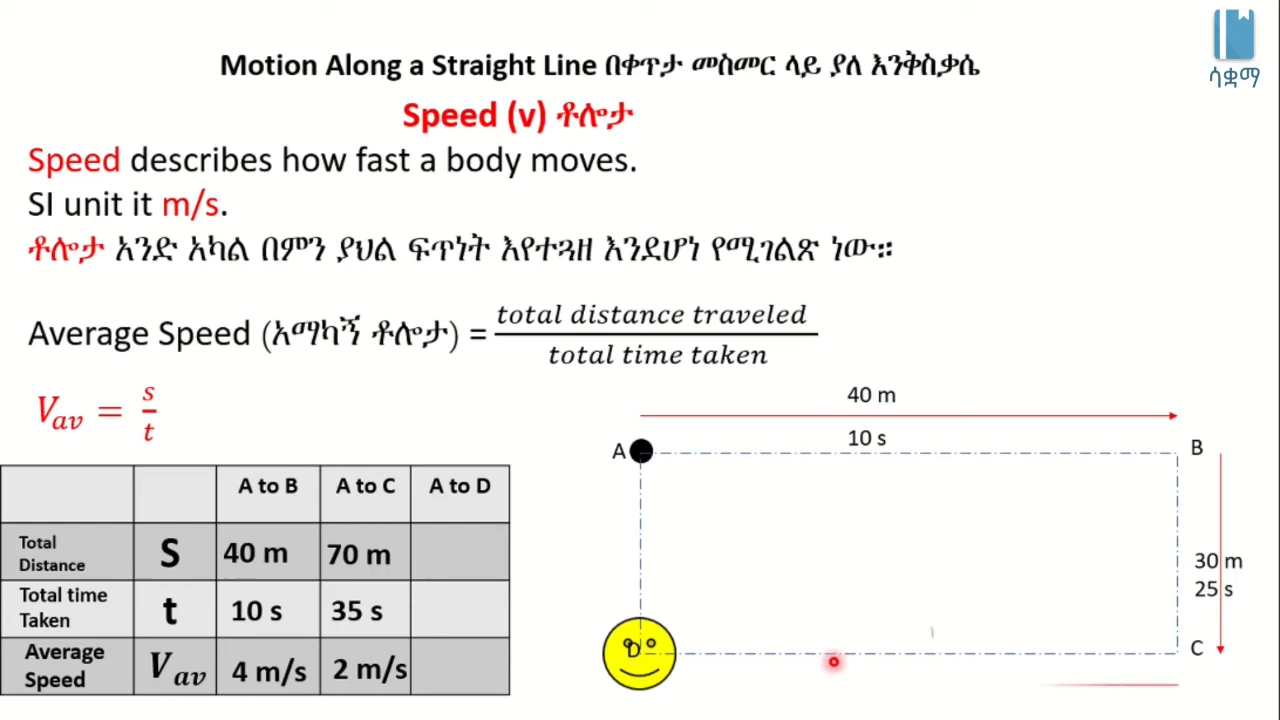 ሳቋማ
Motion Along a Straight Line በቀጥታ መስመር ላይ ያለ እንቅስቃሴ
Speed (v) ቶሎታ
Speed describes how fast a body moves.
SI unit it m/s.
ቶሎታ አንድ አካል በምን ያህል ፍጥነት እየተጓዘ እንደሆነ የሚገልጽ ነው።
Average Speed (አማካኝ ቶሎታ) = total distance traveled / total time taken
V_av = s/t
A to B A to C A to D
Total Distance S 40 m 70 m
Total time Taken t 10 s 35 s
Average Speed V_av 4 m/s 2 m/s
40 m
10 s
A
B
30 m
25 s
D
C